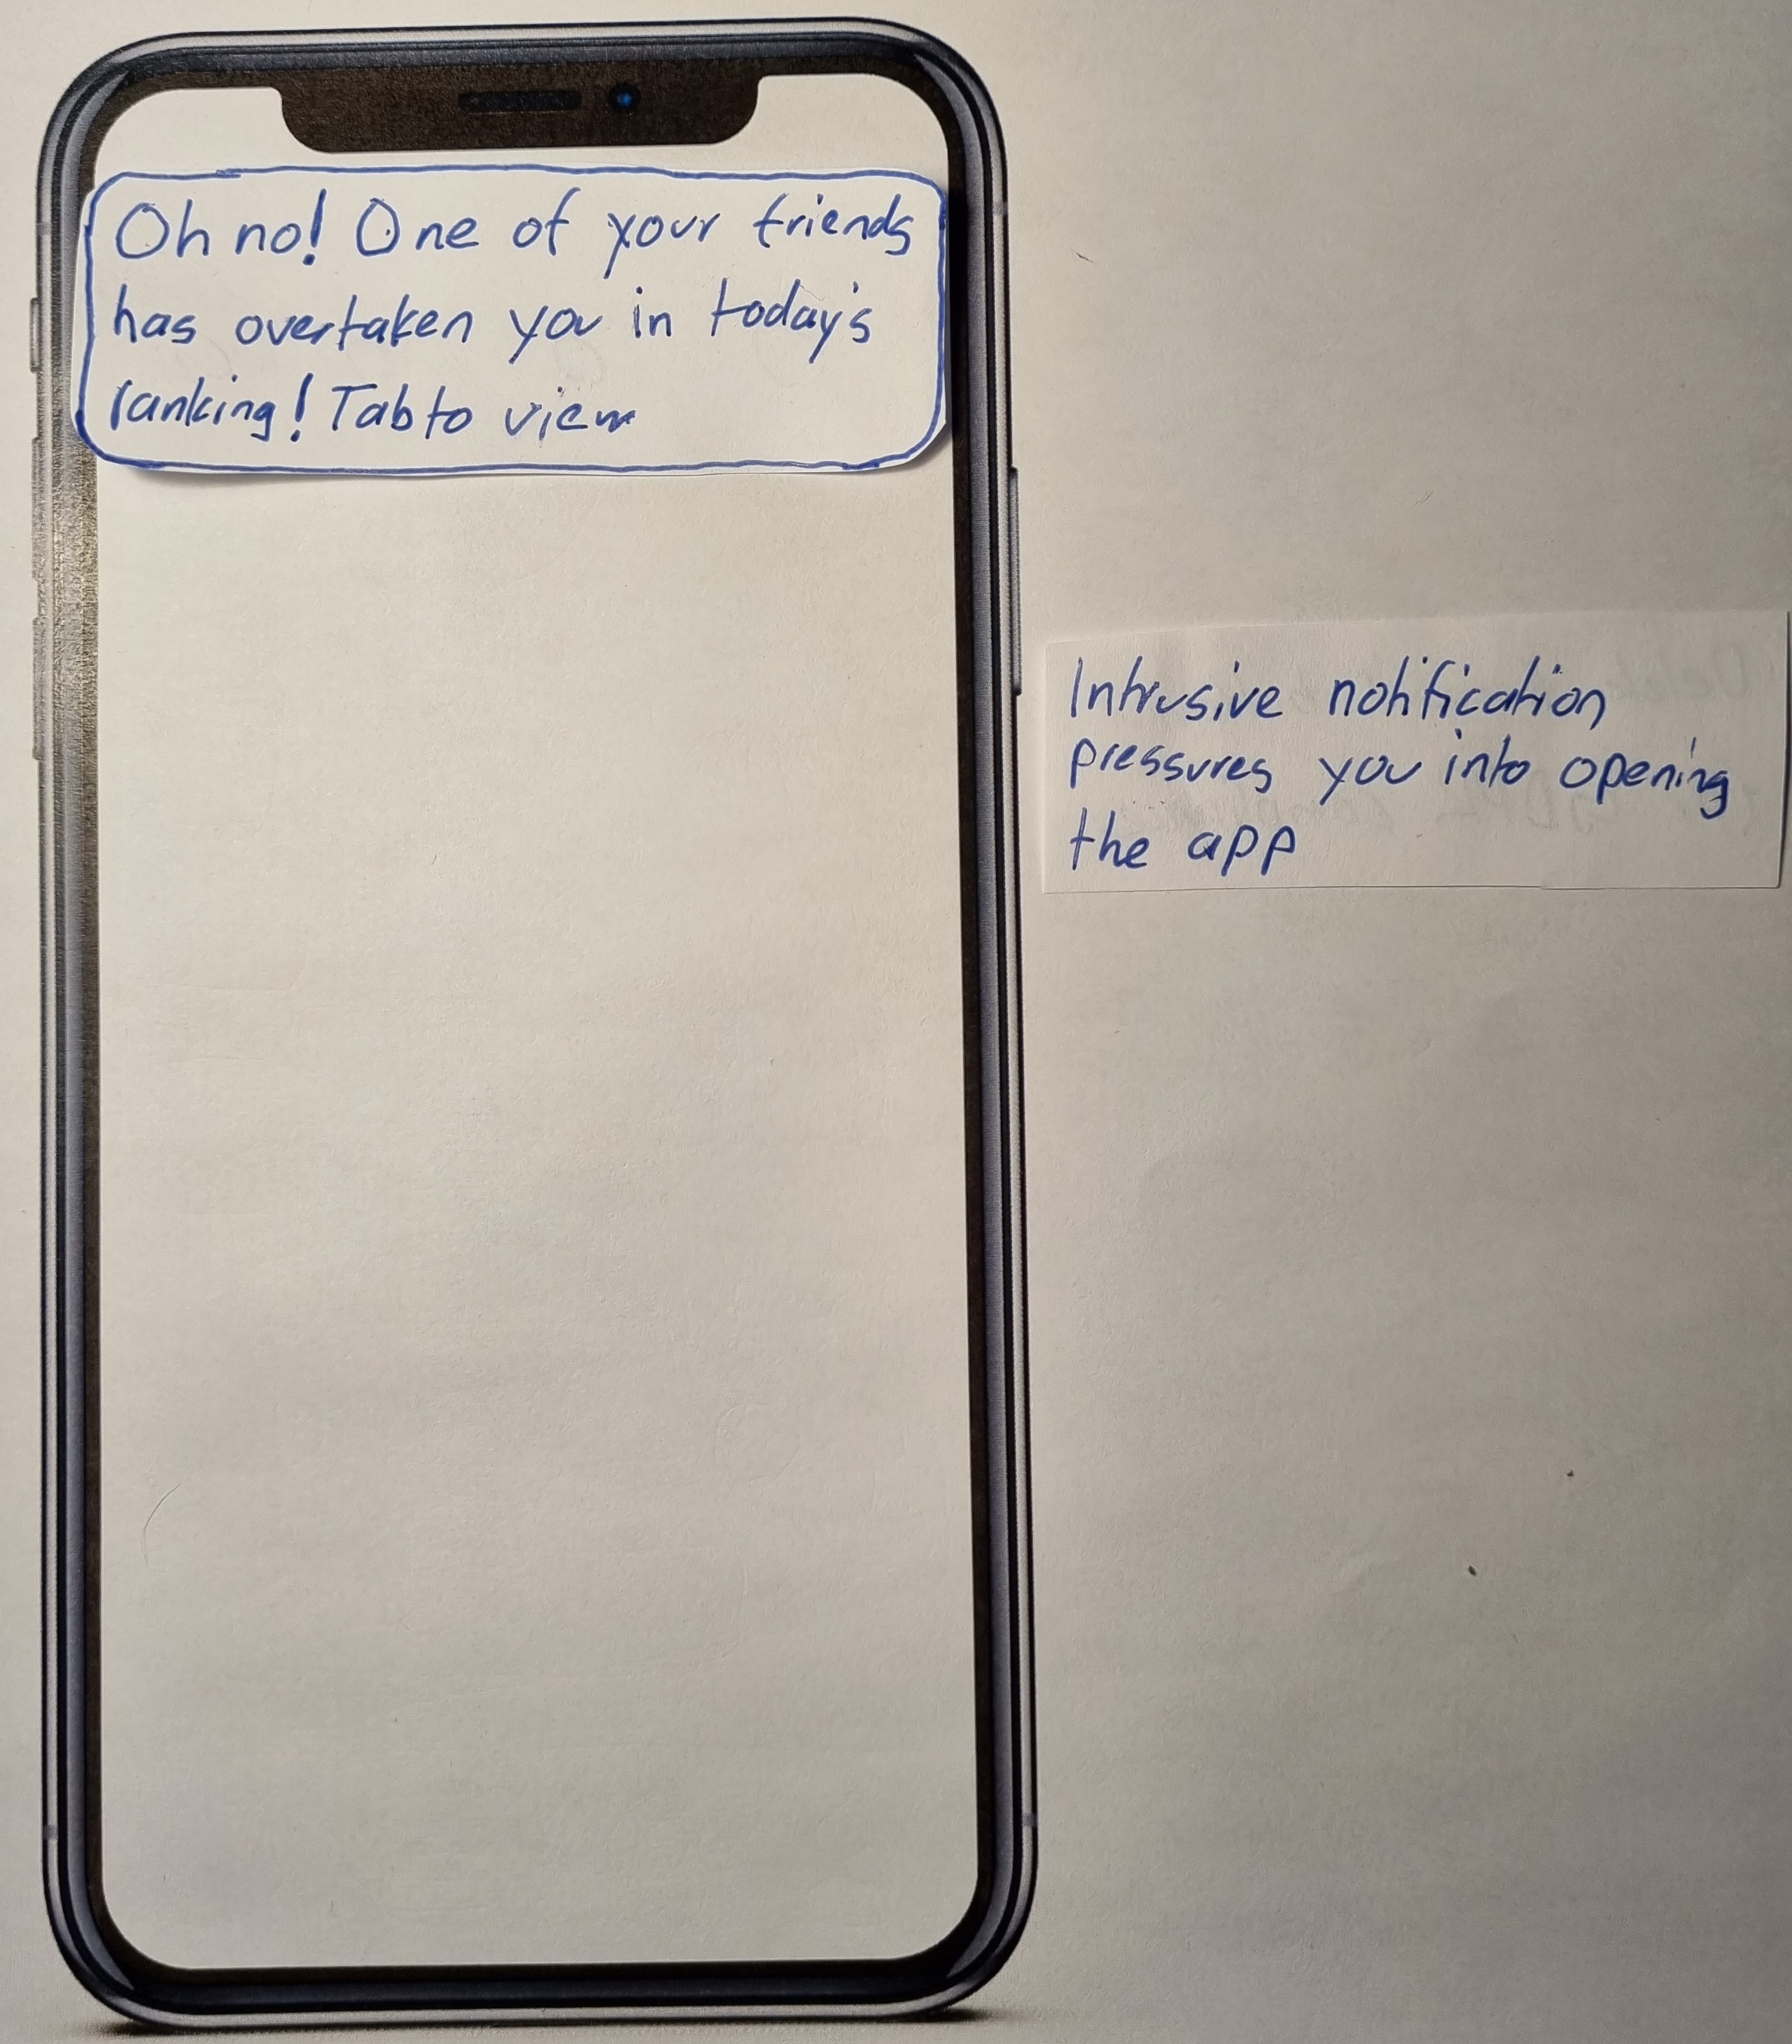 Oh no! One of your friends
has overtaken you in today's
ranking! Tab to view
Intrusive notification
pressures you into opening
the app